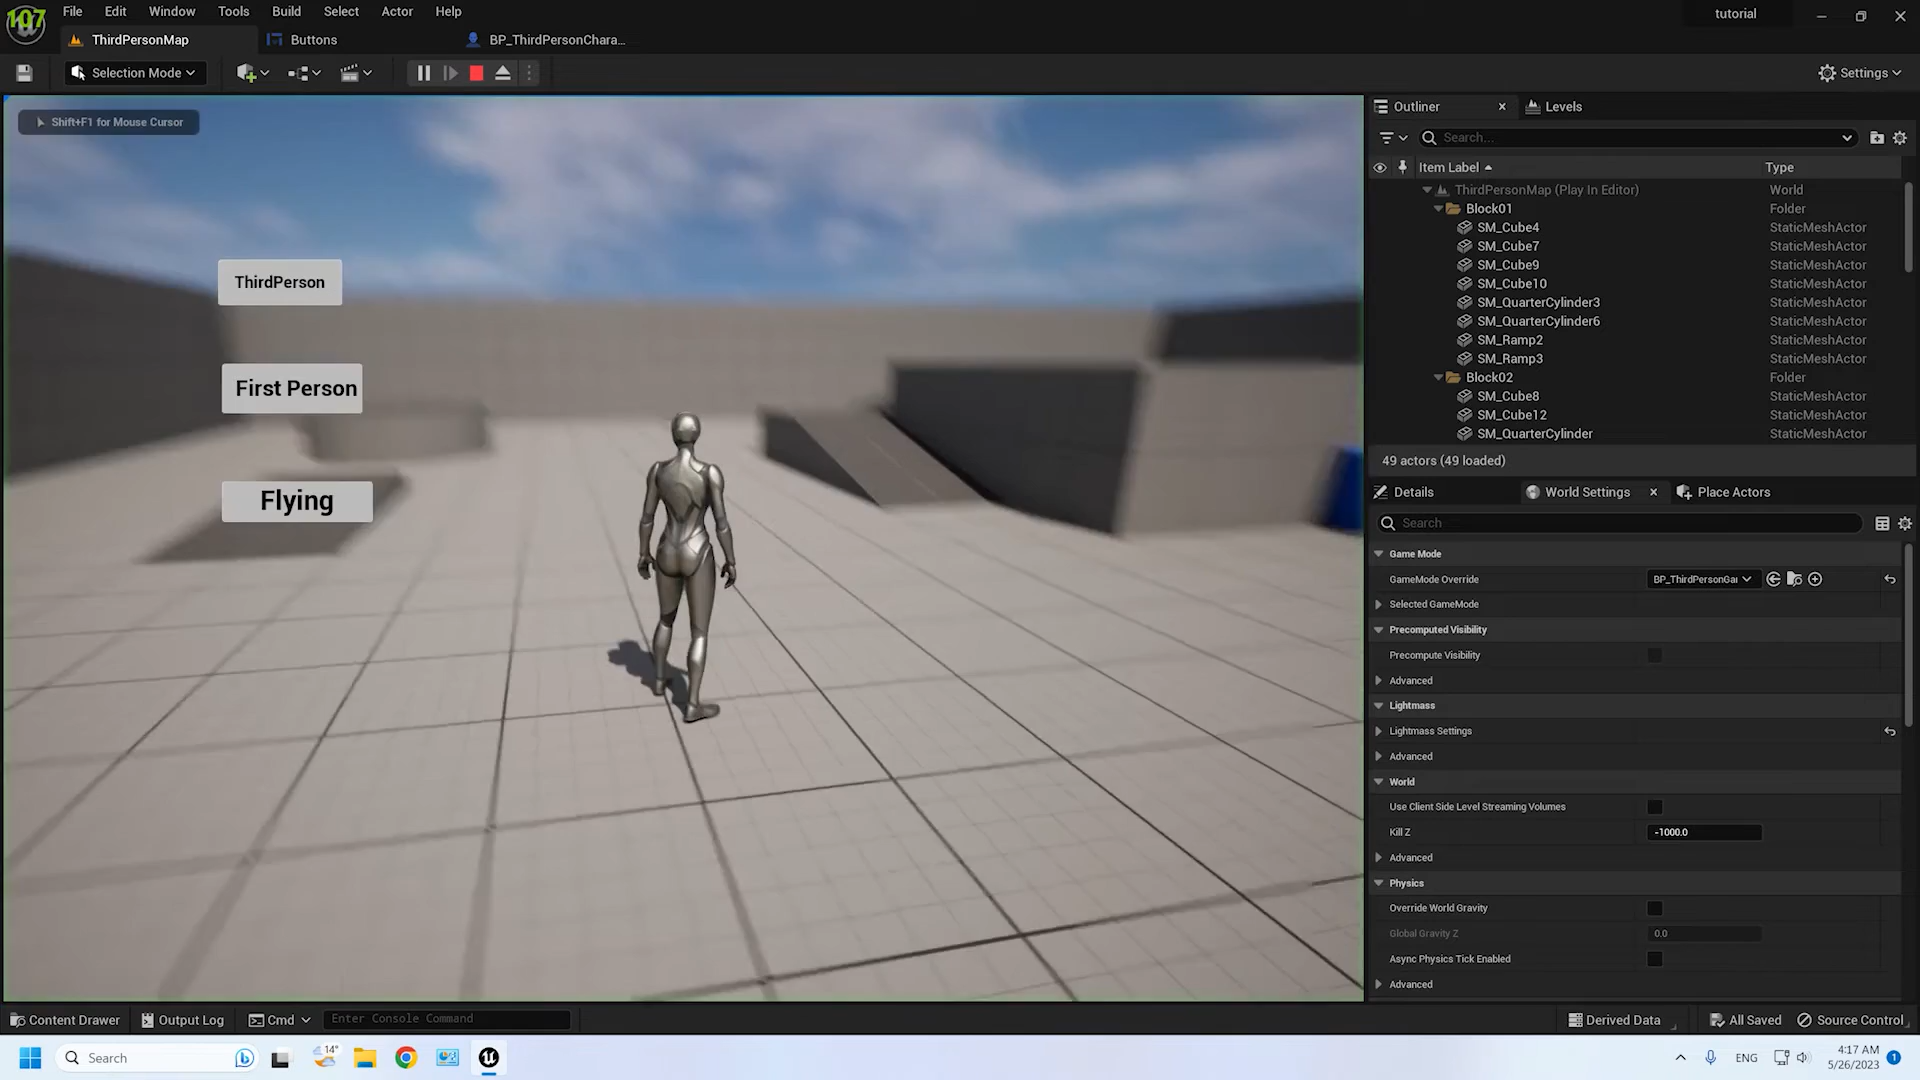 File Edit Window Tools Build Select Actor Help
tutorial
ThirdPersonMap
Buttons
BP_ThirdPersonChara...
Selection Mode
Settings
Shift+F1 for Mouse Cursor
ThirdPerson
First Person
Flying
Outliner
Levels
Search...
Item Label Type
ThirdPersonMap (Play In Editor) World
Block01 Folder
SM_Cube4 StaticMeshActor
SM_Cube7 StaticMeshActor
SM_Cube9 StaticMeshActor
SM_Cube10 StaticMeshActor
SM_QuarterCylinder3 StaticMeshActor
SM_QuarterCylinder6 StaticMeshActor
SM_Ramp2 StaticMeshActor
SM_Ramp3 StaticMeshActor
Block02 Folder
SM_Cube8 StaticMeshActor
SM_Cube12 StaticMeshActor
SM_QuarterCylinder StaticMeshActor
49 actors (49 loaded)
Details
World Settings
Place Actors
Search
Game Mode
GameMode Override BP_ThirdPersonGa
Selected GameMode
Precomputed Visibility
Precompute Visibility
Advanced
Lightmass
Lightmass Settings
Advanced
World
Use Client Side Level Streaming Volumes
Kill Z -1000.0
Advanced
Physics
Override World Gravity
Global Gravity Z 0.0
Async Physics Tick Enabled
Advanced
Content Drawer
Output Log
Cmd
Enter Console Command
Derived Data
All Saved
Source Control
Search
14°
ENG
4:17 AM
5/26/2023
1